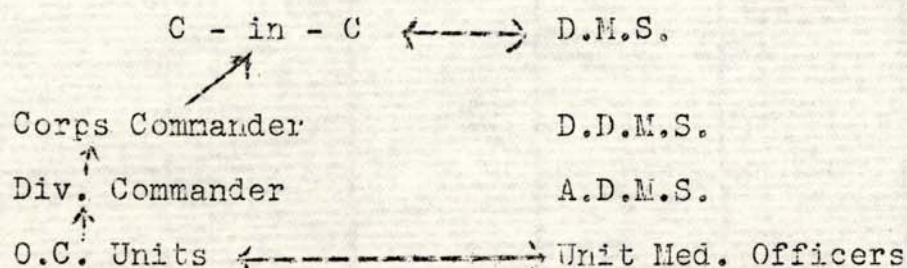 C - in - C D.M.S.
Corps Commander D.D.M.S.
Div. Commander A.D.M.S.
O.C. Units Unit Med. Officers